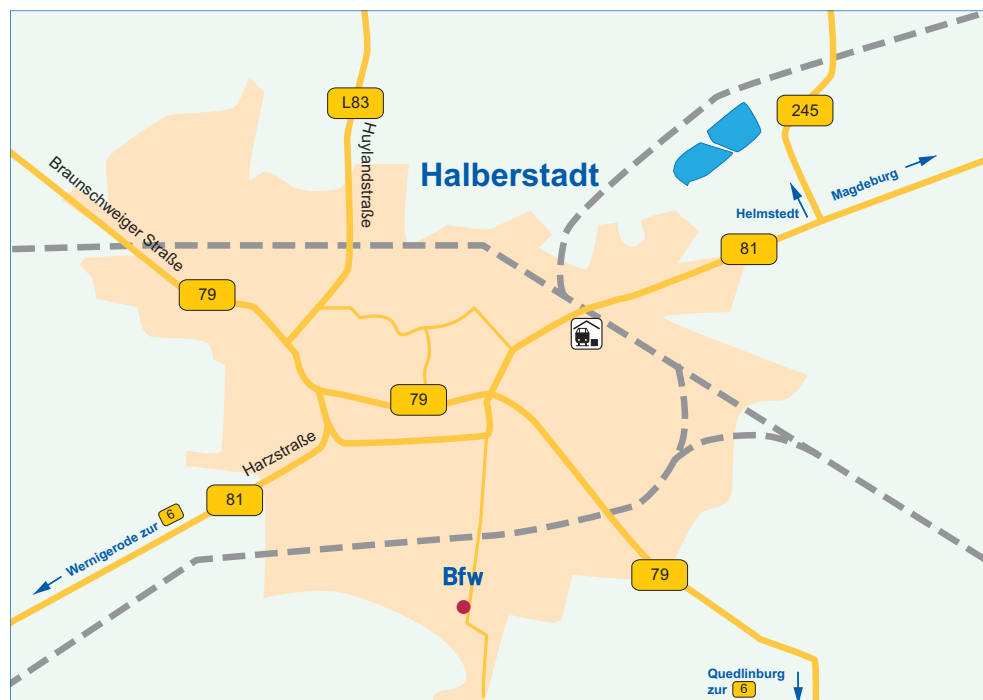 L83
245
Huylandstraße
Halberstadt
Braunschweiger Straße
Magdeburg
Helmstedt
81
79
79
Harzstraße
81
Wernigerode zur 6
Bfw
79
Quedlinburg
zur 6